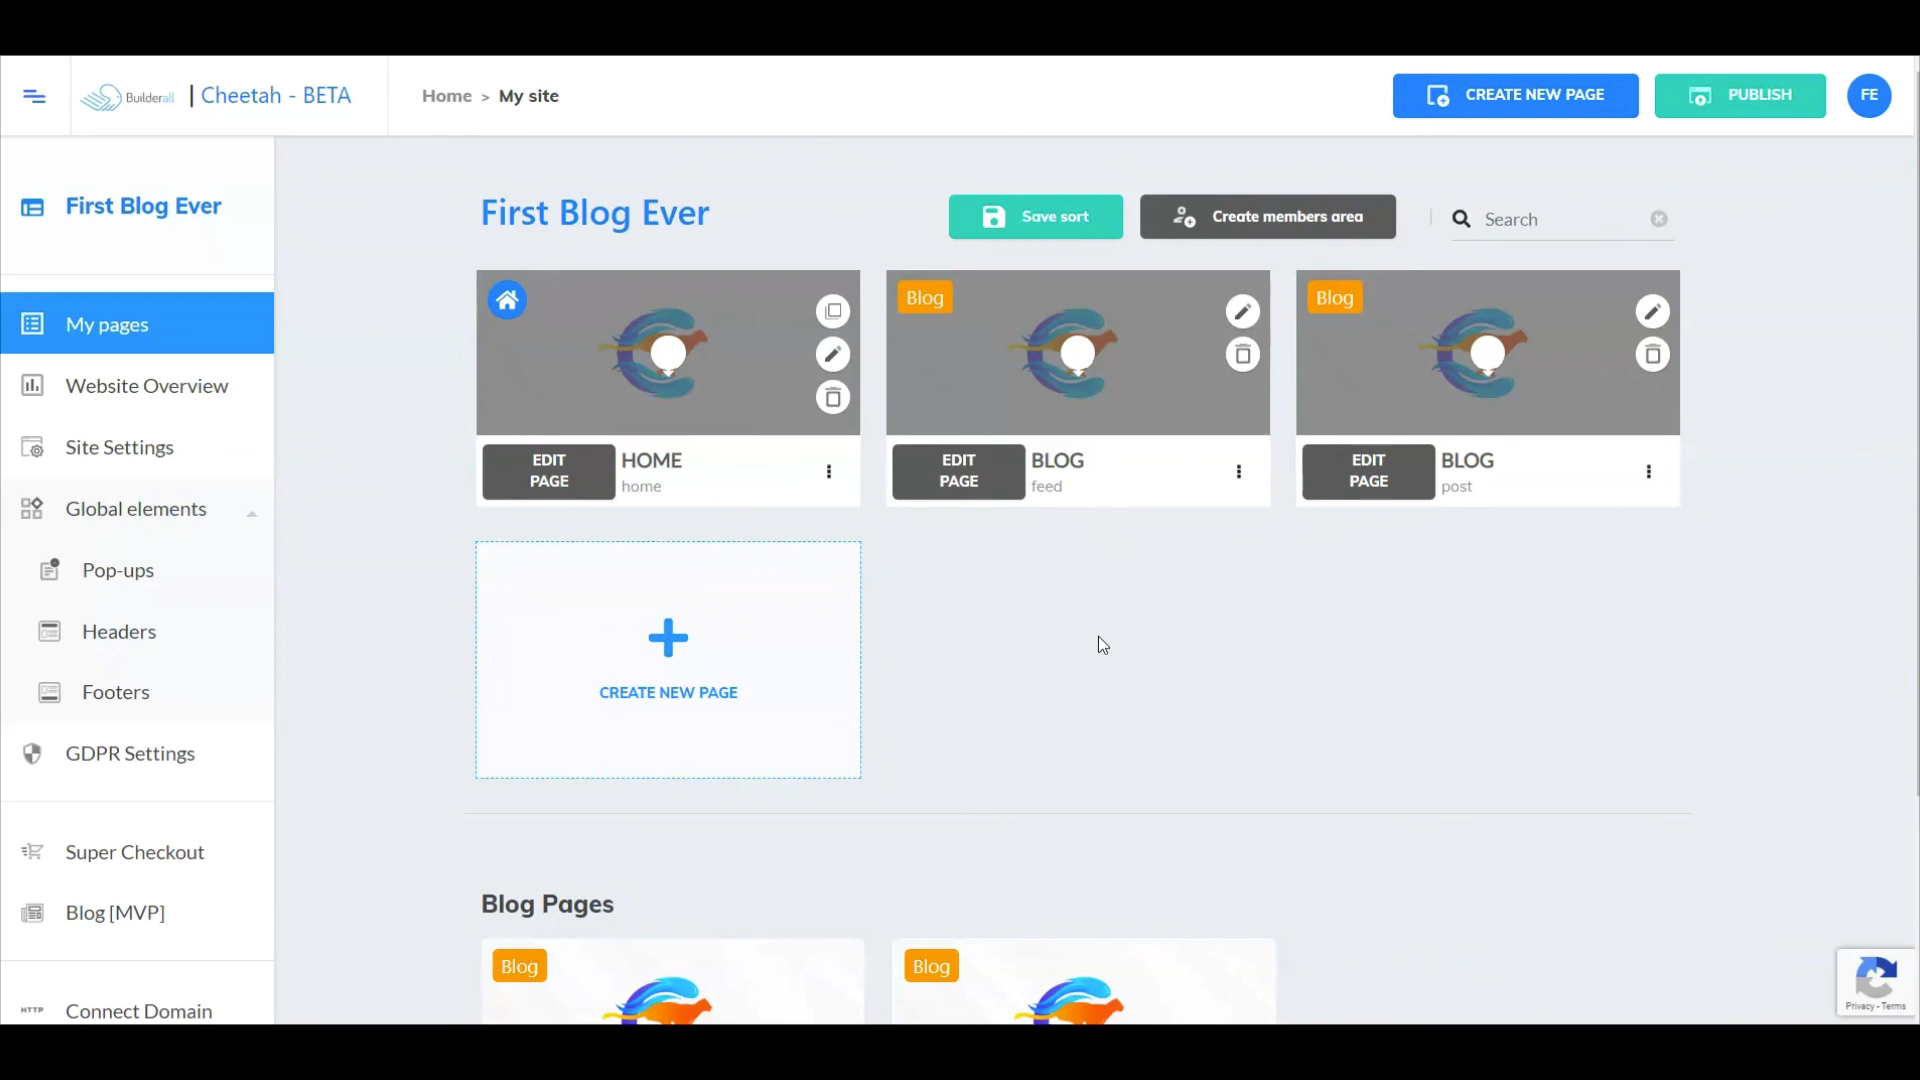 Builderall | Cheetah - BETA
Home > My site
CREATE NEW PAGE
PUBLISH
FE
First Blog Ever
My pages
Website Overview
Site Settings
Global elements
Pop-ups
Headers
Footers
GDPR Settings
Super Checkout
Blog [MVP]
HTTP Connect Domain
First Blog Ever
Save sort
Create members area
Search
Blog
Blog
EDIT
PAGE
HOME
home
EDIT
PAGE
BLOG
feed
EDIT
PAGE
BLOG
post
CREATE NEW PAGE
Blog Pages
Blog
Blog
Privacy - Terms